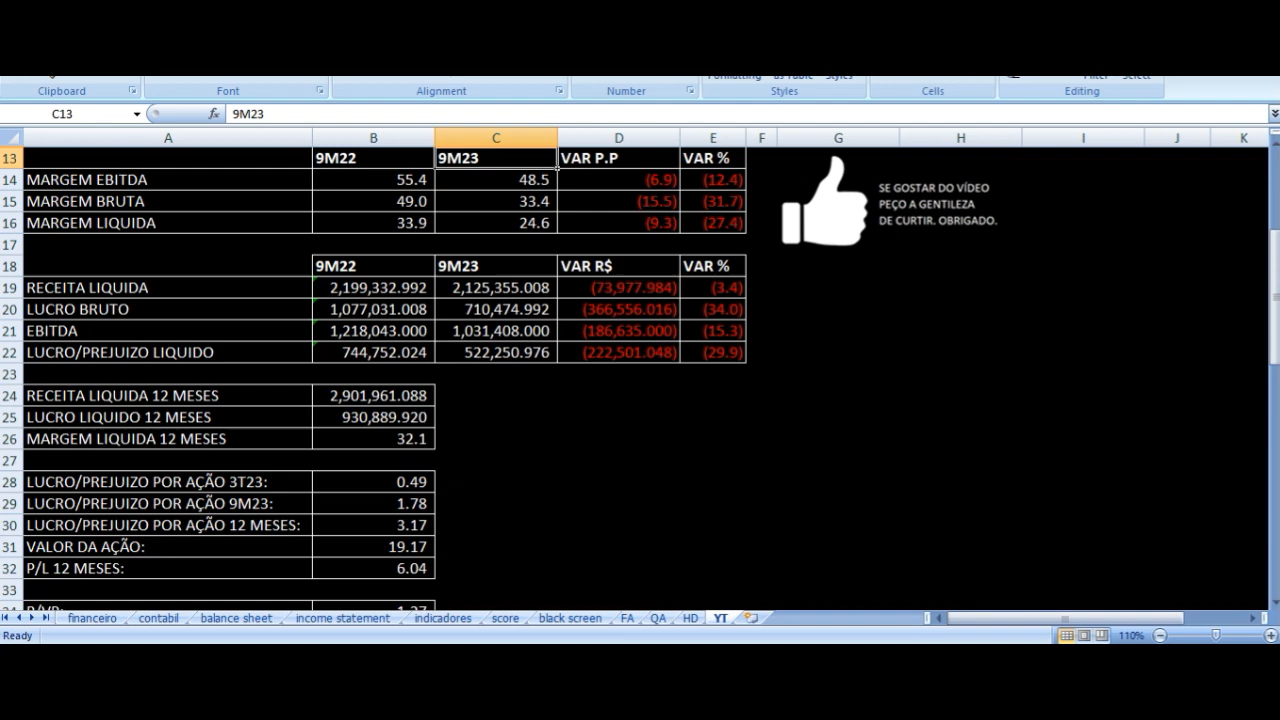 Formatting as Table Styles Filter Select
Clipboard Font Alignment Number Styles Cells Editing
C13 fx 9M23
A B C D E F G H I J K
13 9M22 9M23 VAR P.P VAR %
14 MARGEM EBITDA 55.4 48.5 (6.9) (12.4)
15 MARGEM BRUTA 49.0 33.4 (15.5) (31.7)
16 MARGEM LIQUIDA 33.9 24.6 (9.3) (27.4)
SE GOSTAR DO VÍDEO
PEÇO A GENTILEZA
DE CURTIR. OBRIGADO.
17
18 9M22 9M23 VAR R$ VAR %
19 RECEITA LIQUIDA 2,199,332.992 2,125,355.008 (73,977.984) (3.4)
20 LUCRO BRUTO 1,077,031.008 710,474.992 (366,556.016) (34.0)
21 EBITDA 1,218,043.000 1,031,408.000 (186,635.000) (15.3)
22 LUCRO/PREJUIZO LIQUIDO 744,752.024 522,250.976 (222,501.048) (29.9)
23
24 RECEITA LIQUIDA 12 MESES 2,901,961.088
25 LUCRO LIQUIDO 12 MESES 930,889.920
26 MARGEM LIQUIDA 12 MESES 32.1
27
28 LUCRO/PREJUIZO POR AÇÃO 3T23: 0.49
29 LUCRO/PREJUIZO POR AÇÃO 9M23: 1.78
30 LUCRO/PREJUIZO POR AÇÃO 12 MESES: 3.17
31 VALOR DA AÇÃO: 19.17
32 P/L 12 MESES: 6.04
33
34 P/VP: 1.27
financeiro contabil balance sheet income statement indicadores score black screen FA QA HD YT
Ready 110%